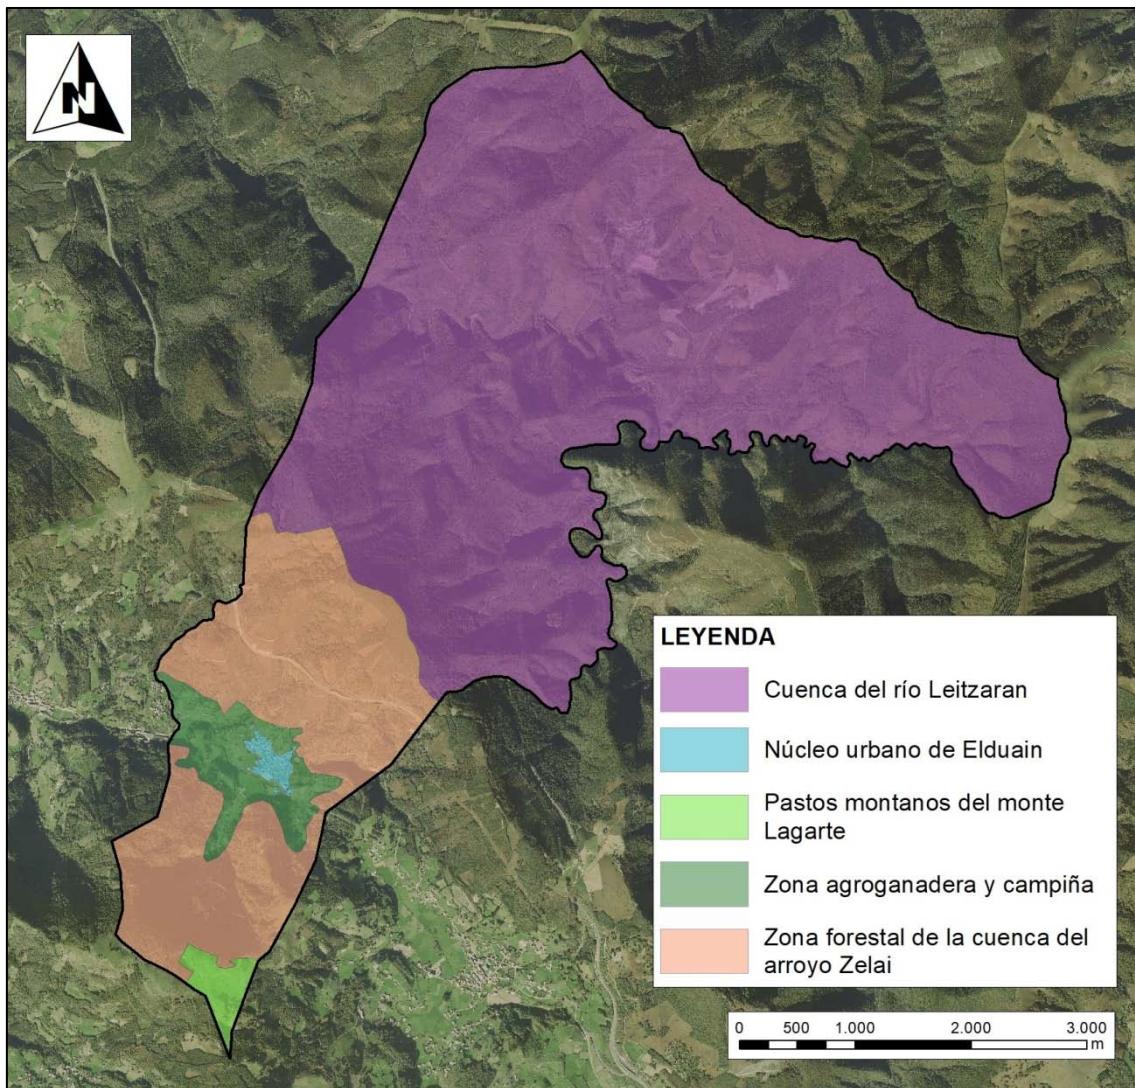 N
LEYENDA
Cuenca del río Leitzaran
Núcleo urbano de Elduain
Pastos montanos del monte
Lagarte
Zona agroganadera y campiña
Zona forestal de la cuenca del
arroyo Zelai
0 500 1.000 2.000 3.000
m